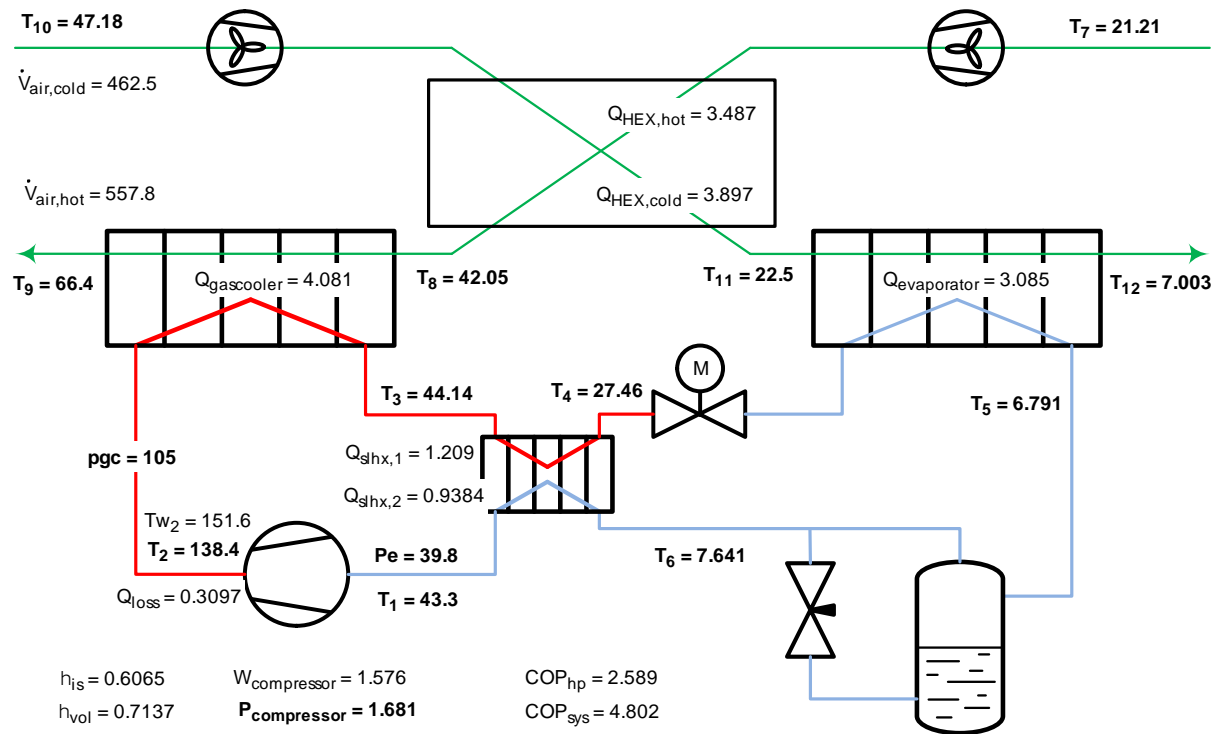 T10 = 47.18
T7 = 21.21
V̇air,cold = 462.5
QHEX,hot = 3.487
V̇air,hot = 557.8
QHEX,cold = 3.897
T9 = 66.4
Qgascooler = 4.081
T8 = 42.05
T11 = 22.5
Qevaporator = 3.085
T12 = 7.003
M
T3 = 44.14
T4 = 27.46
T5 = 6.791
pgc = 105
Qslhx,1 = 1.209
Qslhx,2 = 0.9384
Tw2 = 151.6
T2 = 138.4
Pe = 39.8
T6 = 7.641
Qloss = 0.3097
T1 = 43.3
his = 0.6065
Wcompressor = 1.576
COPhp = 2.589
hvol = 0.7137
Pcompressor = 1.681
COPsys = 4.802